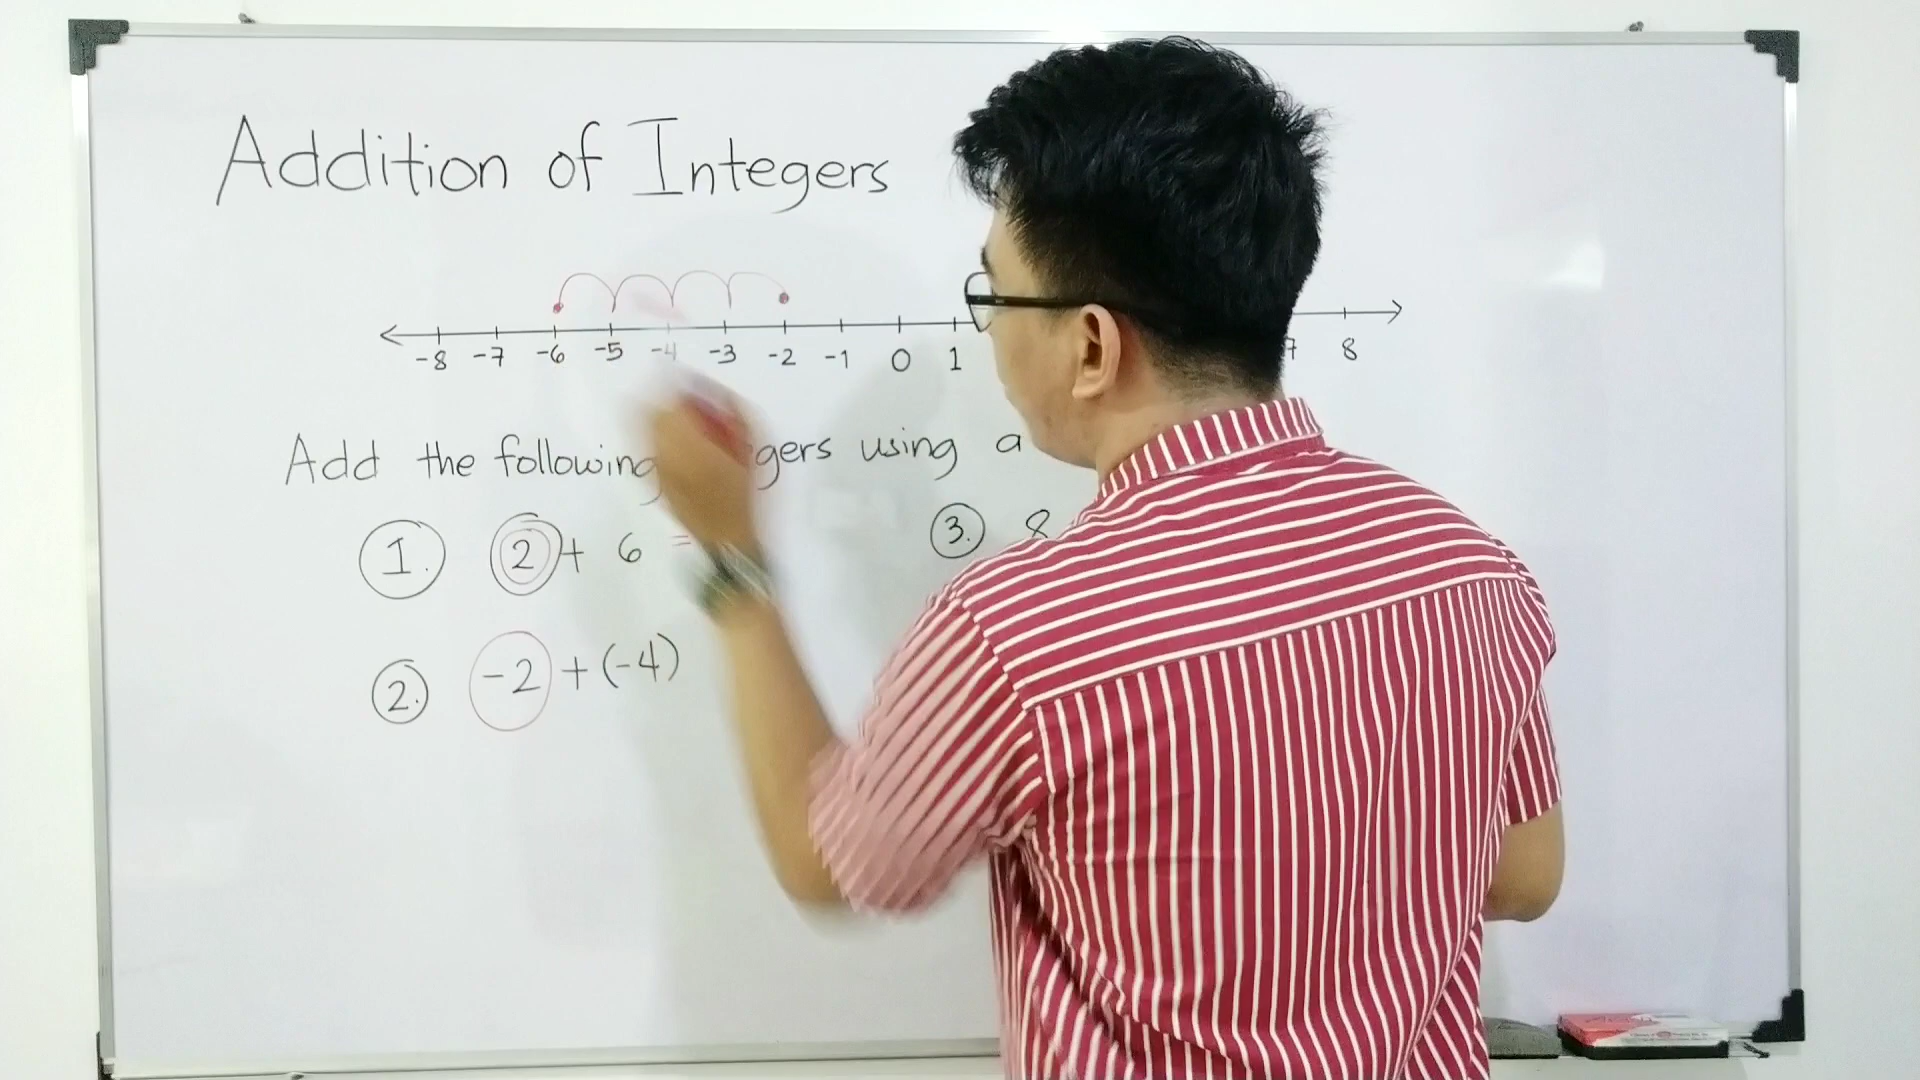 Addition of Integers
-8 -7 -6 -5 -4 -3 -2 -1 0 1 7 8
Add the following gers using a
1. 2 + 6 =
3. 8
2. -2 + (-4)